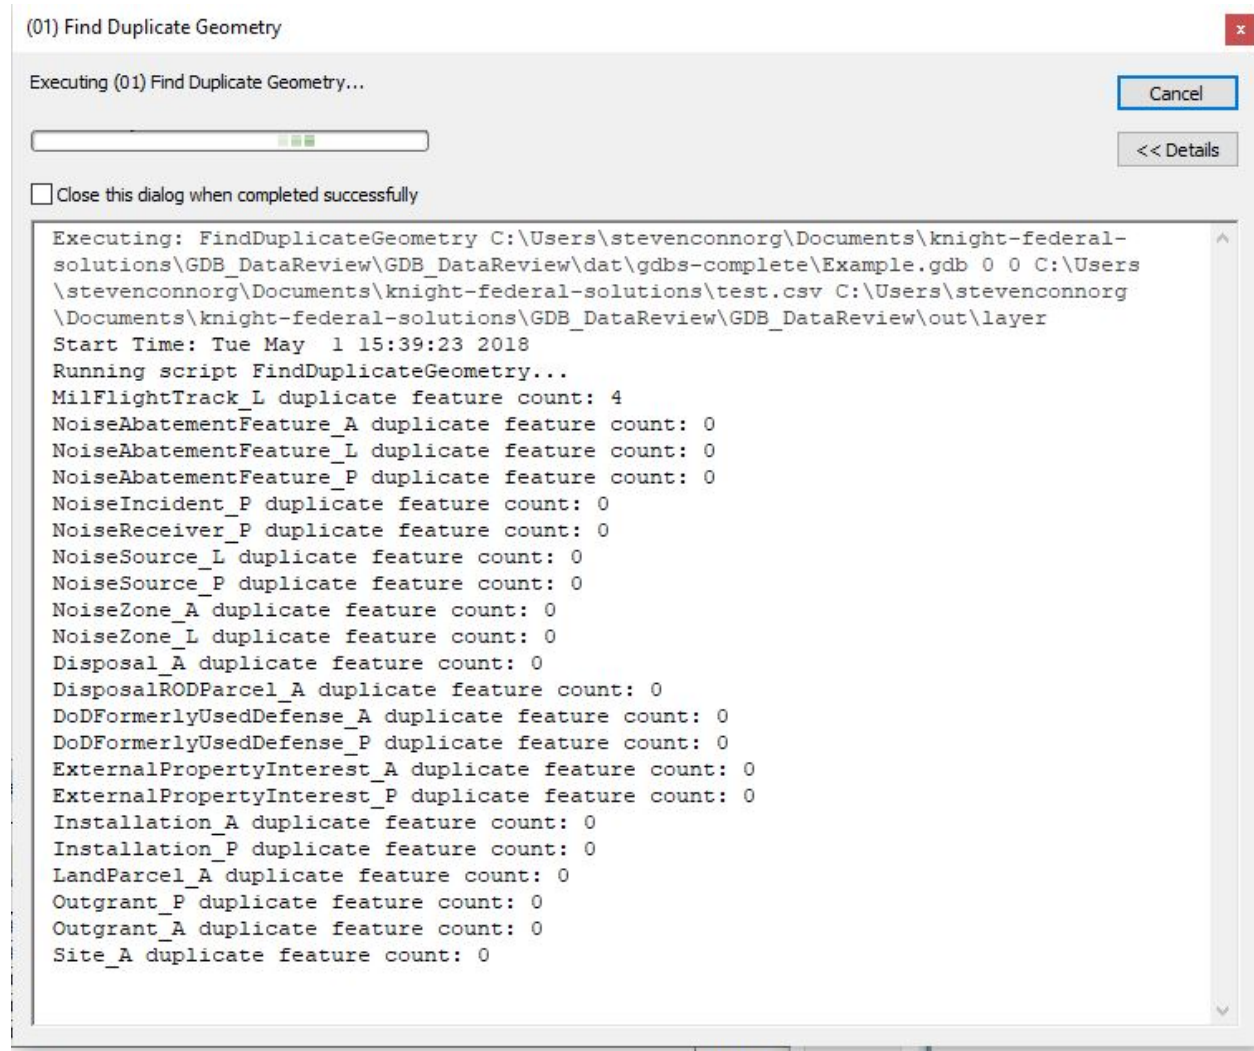 (01) Find Duplicate Geometry
x
Executing (01) Find Duplicate Geometry...
Cancel
<< Details
Close this dialog when completed successfully
Executing: FindDuplicateGeometry C:\Users\stevenconnorg\Documents\knight-federal-
solutions\GDB_DataReview\GDB_DataReview\dat\gdbs-complete\Example.gdb 0 0 C:\Users
\stevenconnorg\Documents\knight-federal-solutions\test.csv C:\Users\stevenconnorg
\Documents\knight-federal-solutions\GDB_DataReview\GDB_DataReview\out\layer
Start Time: Tue May  1 15:39:23 2018
Running script FindDuplicateGeometry...
MilFlightTrack_L duplicate feature count: 4
NoiseAbatementFeature_A duplicate feature count: 0
NoiseAbatementFeature_L duplicate feature count: 0
NoiseAbatementFeature_P duplicate feature count: 0
NoiseIncident_P duplicate feature count: 0
NoiseReceiver_P duplicate feature count: 0
NoiseSource_L duplicate feature count: 0
NoiseSource_P duplicate feature count: 0
NoiseZone_A duplicate feature count: 0
NoiseZone_L duplicate feature count: 0
Disposal_A duplicate feature count: 0
DisposalRODParcel_A duplicate feature count: 0
DoDFormerlyUsedDefense_A duplicate feature count: 0
DoDFormerlyUsedDefense_P duplicate feature count: 0
ExternalPropertyInterest_A duplicate feature count: 0
ExternalPropertyInterest_P duplicate feature count: 0
Installation_A duplicate feature count: 0
Installation_P duplicate feature count: 0
LandParcel_A duplicate feature count: 0
Outgrant_P duplicate feature count: 0
Outgrant_A duplicate feature count: 0
Site_A duplicate feature count: 0